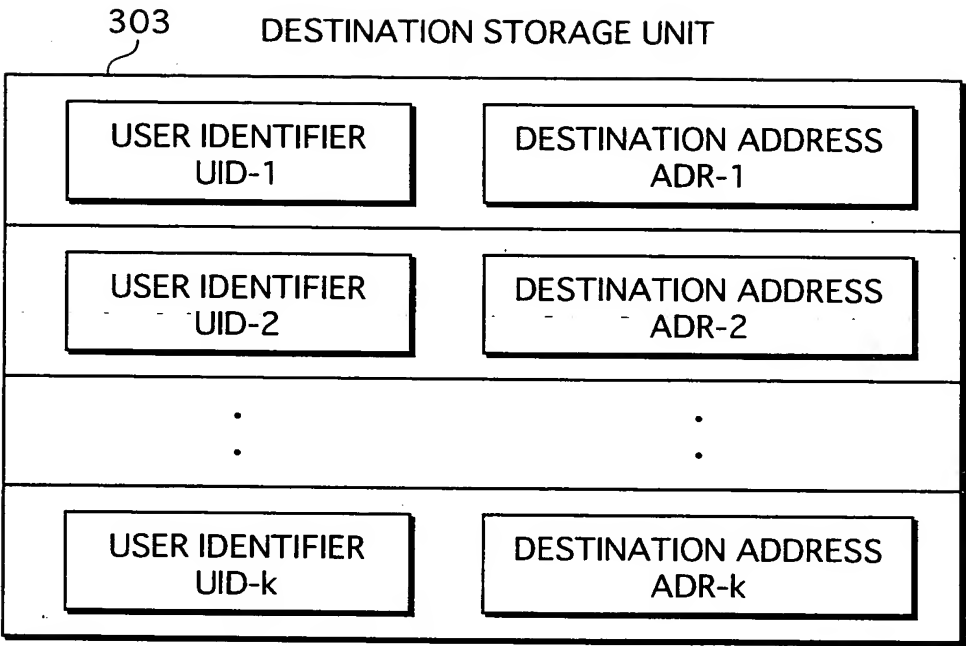 303
DESTINATION STORAGE UNIT
USER IDENTIFIER
UID-1
DESTINATION ADDRESS
ADR-1
USER IDENTIFIER
UID-2
DESTINATION ADDRESS
ADR-2
USER IDENTIFIER
UID-k
DESTINATION ADDRESS
ADR-k